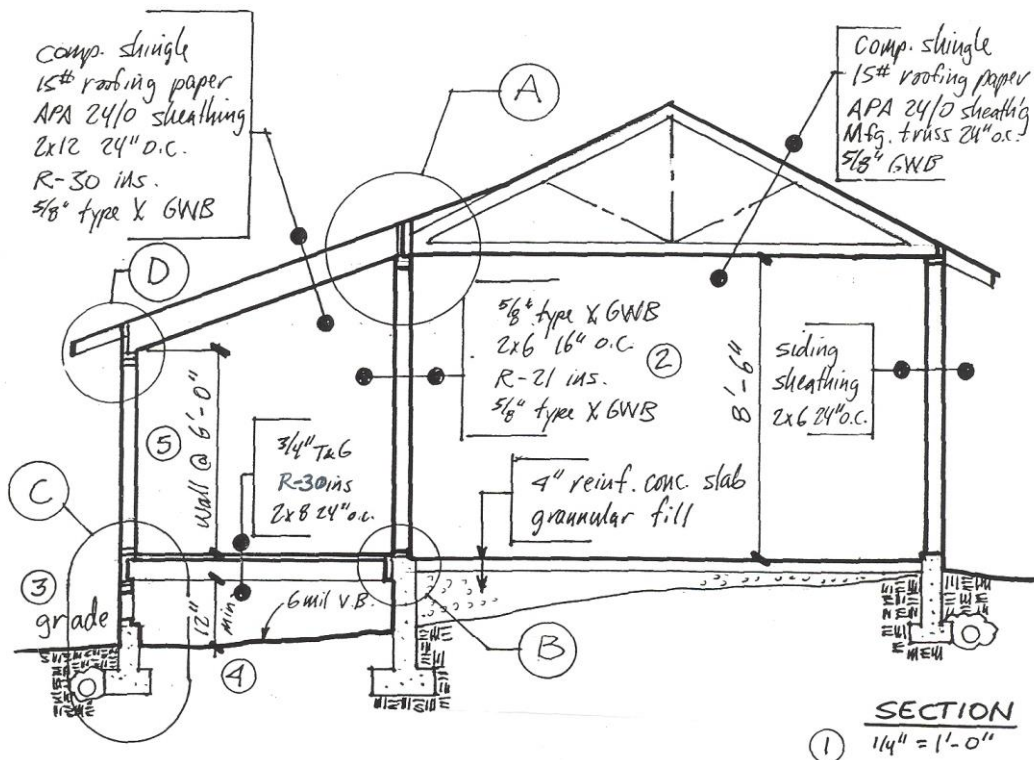 comp. shingle
15# roofing paper
APA 24/0 sheathing
2x12 24" o.c.
R-30 ins.
5/8" type X GWB
A
comp. shingle
15# roofing paper
APA 24/0 sheath'g
Mfg. truss 24" o.c.
5/8" GWB
D
5/8" type X GWB
2x6 16" o.c.
R-21 ins.
5/8" type X GWB
2
8'-6"
siding
sheathing
2x6 24" o.c.
5
Wall @ 6'-0"
3/4" T&G
R-30 ins
2x8 24" o.c.
4" reinf. conc. slab
grannular fill
C
3
grade
12"
min
6 mil V.B.
4
B
SECTION
1
1/4" = 1'-0"